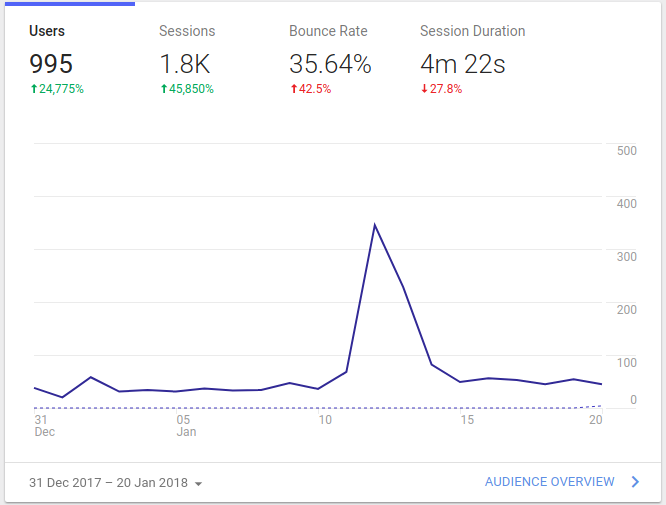 Users Sessions Bounce Rate Session Duration
995 1.8K 35.64% 4m 22s
↑24,775% ↑45,850% ↑42.5% ↓27.8%
500
400
300
200
100
0
31 05 10 15 20
Dec Jan
31 Dec 2017 – 20 Jan 2018 AUDIENCE OVERVIEW